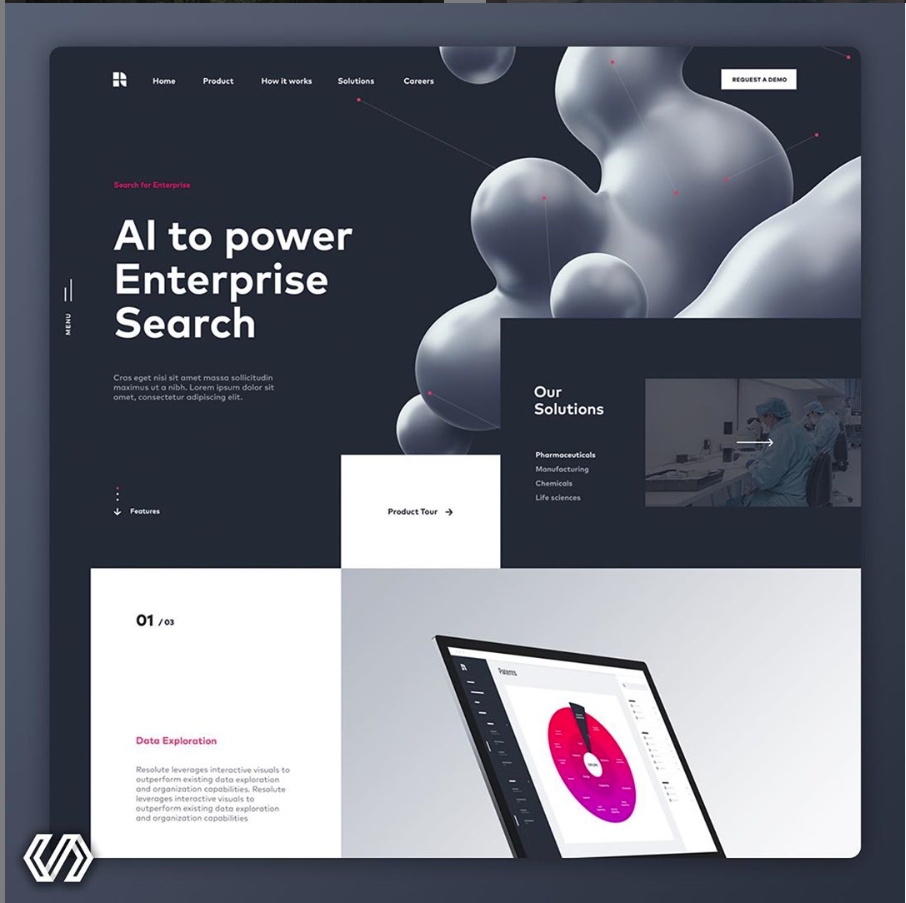 Home Product How it works Solutions Careers
REQUEST A DEMO
Search for Enterprise
AI to power
Enterprise
Search
MENU
Cras eget nisi sit amet massa sollicitudin
maximus ut a nibh. Lorem ipsum dolor sit
amet, consectetur adipiscing elit.
Our
Solutions
Pharmaceuticals
Manufacturing
Chemicals
Life sciences
Features
Product Tour
01 / 03
Data Exploration
Resolute leverages interactive visuals to
outperform existing data exploration
and organization capabilities. Resolute
leverages interactive visuals to
outperform existing data exploration
and organization capabilities
Patents